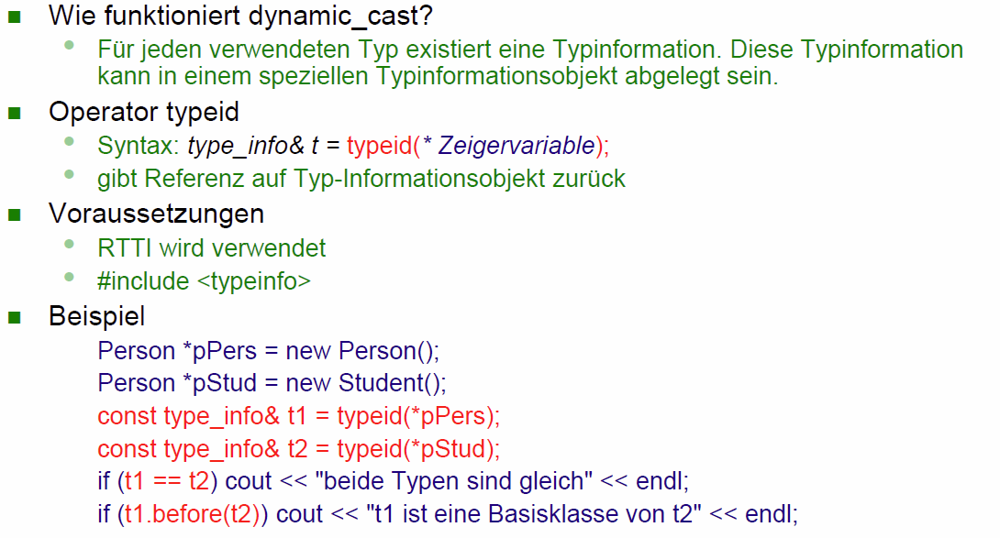 Wie funktioniert dynamic_cast?
Für jeden verwendeten Typ existiert eine Typinformation. Diese Typinformation
kann in einem speziellen Typinformationsobjekt abgelegt sein.
Operator typeid
Syntax: type_info& t = typeid(* Zeigervariable);
gibt Referenz auf Typ-Informationsobjekt zurück
Voraussetzungen
RTTI wird verwendet
#include <typeinfo>
Beispiel
Person *pPers = new Person();
Person *pStud = new Student();
const type_info& t1 = typeid(*pPers);
const type_info& t2 = typeid(*pStud);
if (t1 == t2) cout << "beide Typen sind gleich" << endl;
if (t1.before(t2)) cout << "t1 ist eine Basisklasse von t2" << endl;